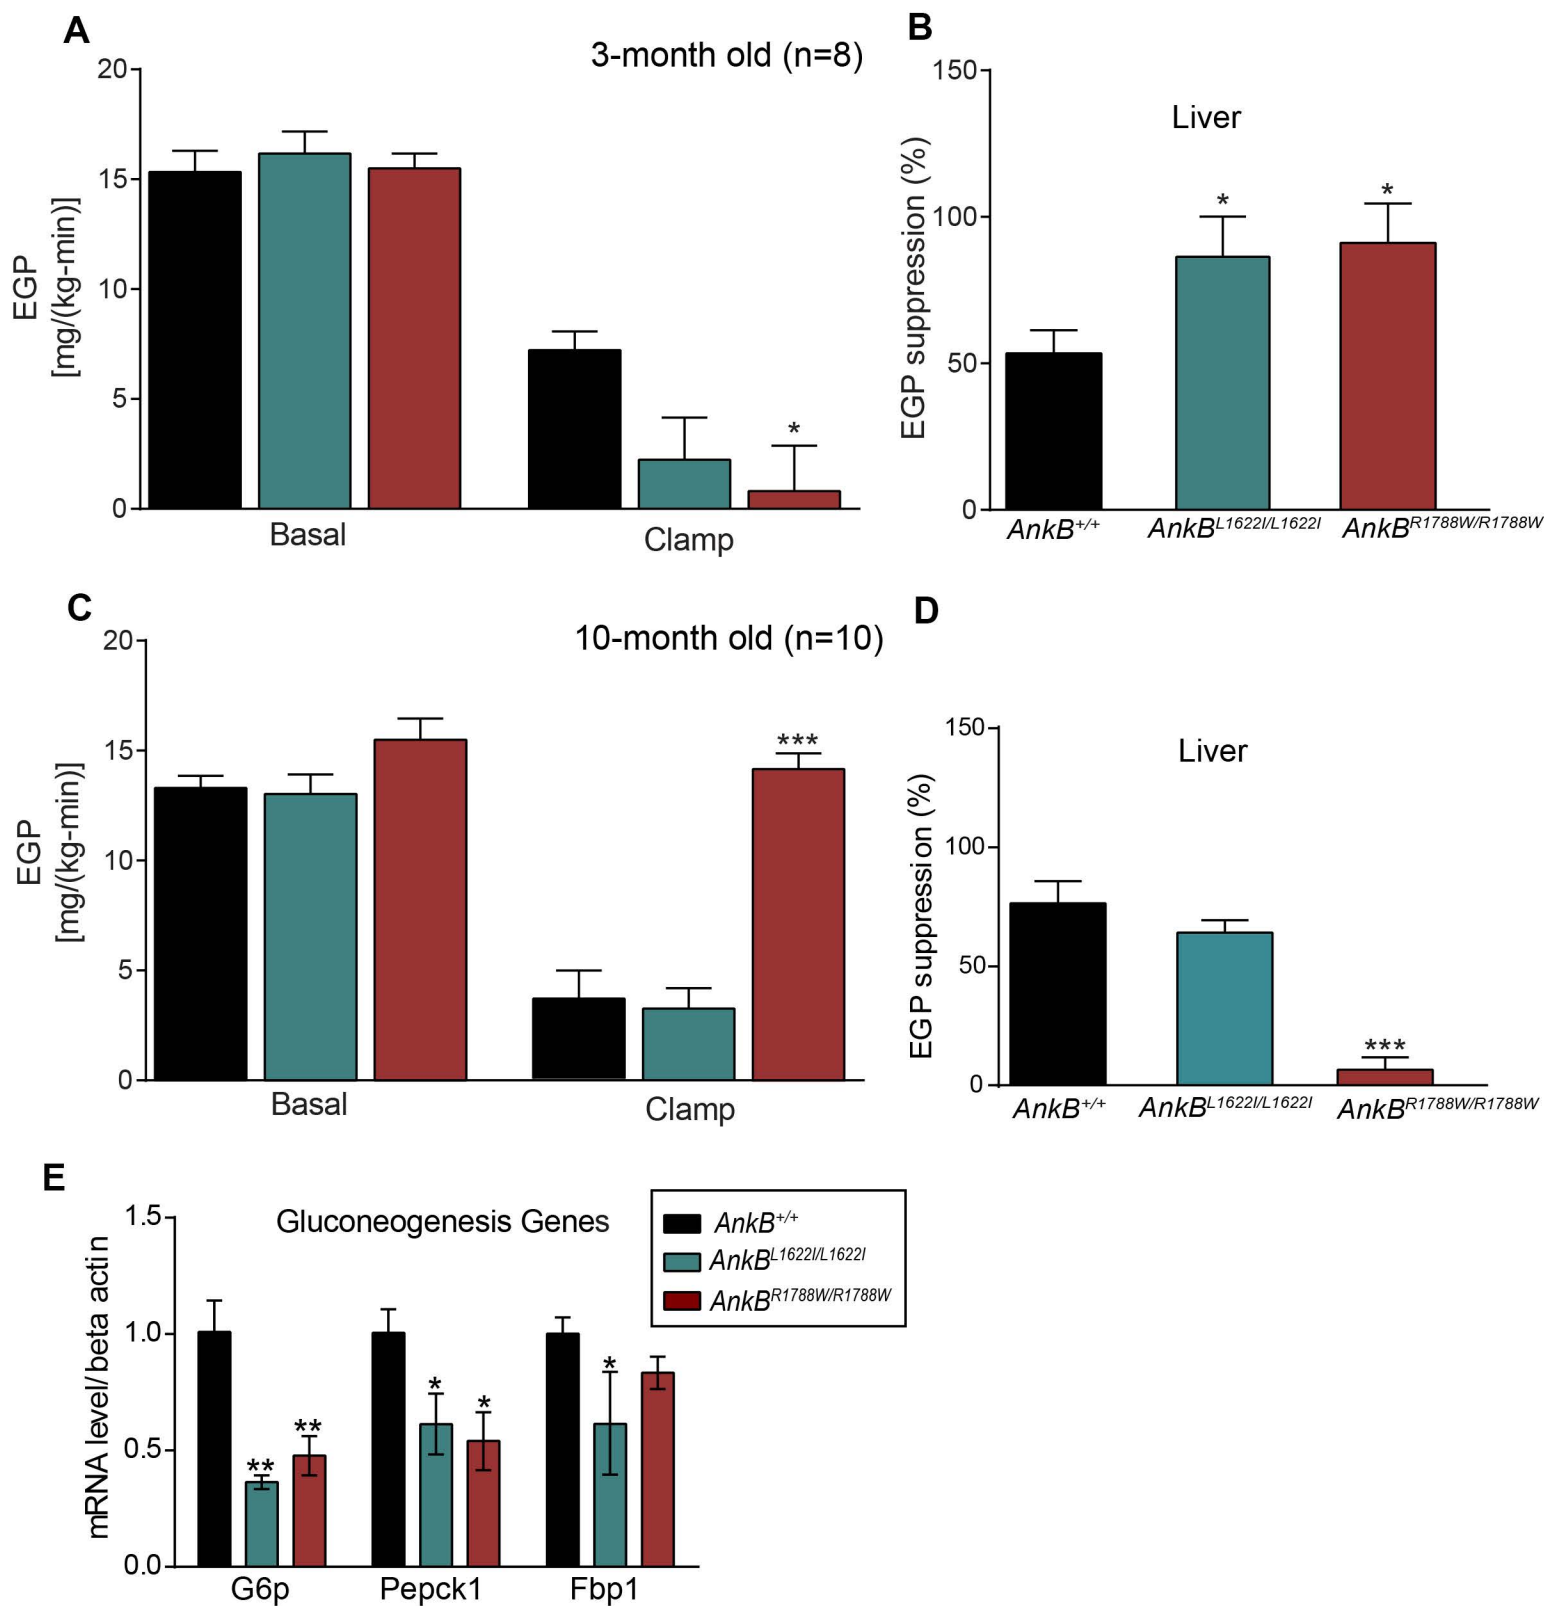 A
3-month old (n=8)
EGP
[mg/(kg-min)]
20
15
10
5
0
*
Basal
Clamp
B
Liver
EGP suppression (%)
150
100
50
0
*
*
AnkB+/+
AnkBL1622I/L1622I
AnkBR1788W/R1788W
C
10-month old (n=10)
EGP
[mg/(kg-min)]
20
15
10
5
0
***
Basal
Clamp
D
Liver
EGP suppression (%)
150
100
50
0
***
AnkB+/+
AnkBL1622I/L1622I
AnkBR1788W/R1788W
E
Gluconeogenesis Genes
mRNA level/beta actin
1.5
1.0
0.5
0.0
**
**
*
*
*
G6p
Pepck1
Fbp1
AnkB+/+
AnkBL1622I/L1622I
AnkBR1788W/R1788W